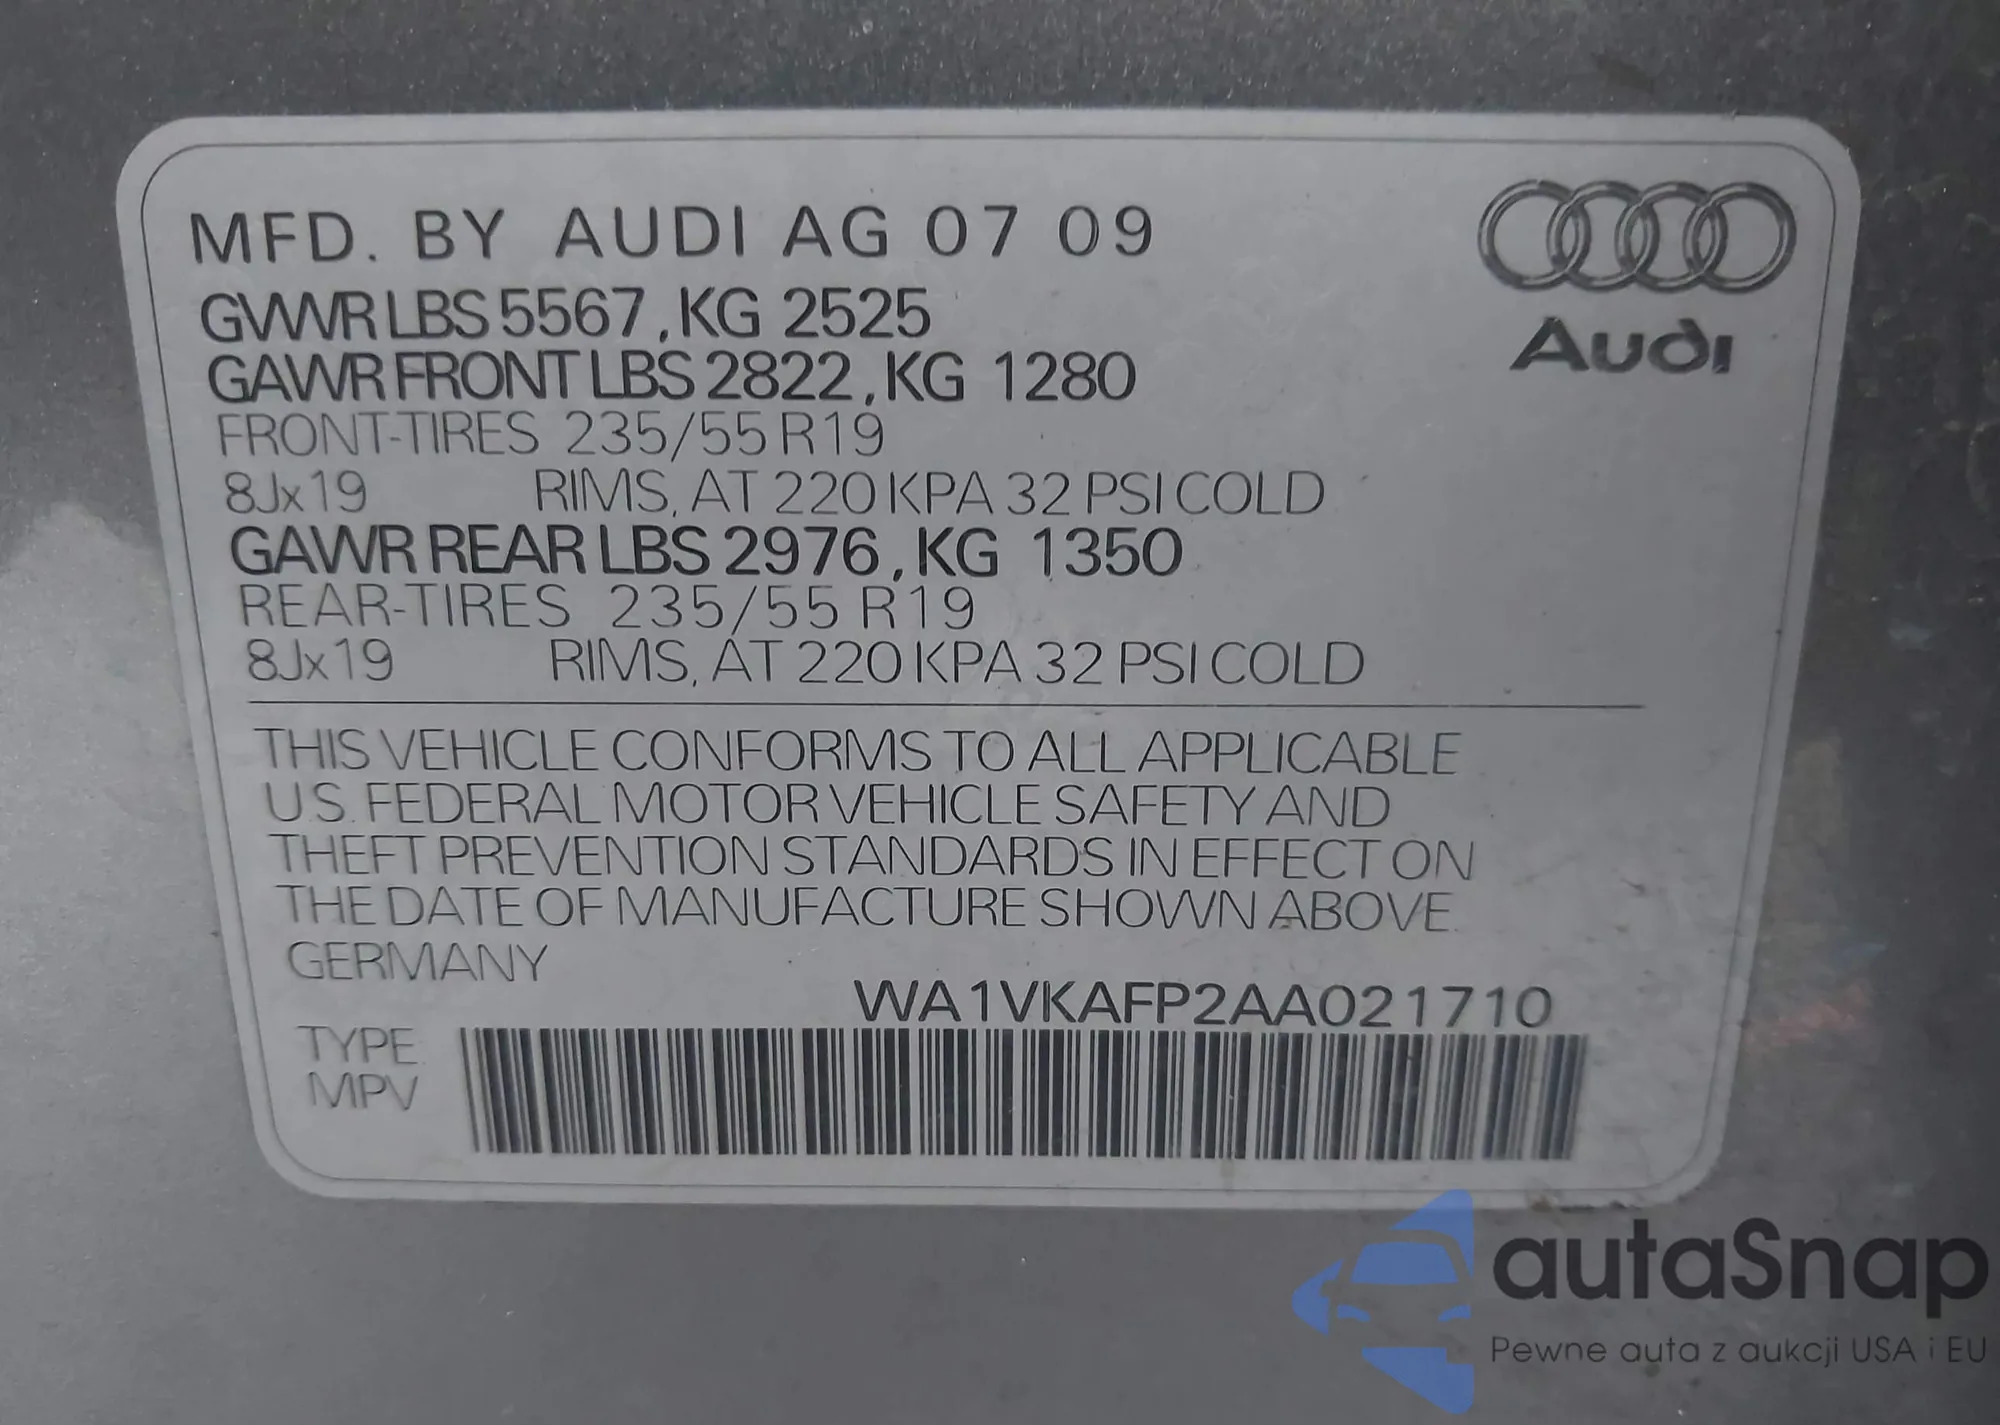 MFD. BY AUDI AG 07 09
GVWR LBS 5567, KG 2525
GAWR FRONT LBS 2822, KG 1280
FRONT-TIRES 235/55 R19
8Jx19 RIMS, AT 220 KPA 32 PSI COLD
GAWR REAR LBS 2976, KG 1350
REAR-TIRES 235/55 R19
8Jx19 RIMS, AT 220 KPA 32 PSI COLD
Audi
THIS VEHICLE CONFORMS TO ALL APPLICABLE
U.S. FEDERAL MOTOR VEHICLE SAFETY AND
THEFT PREVENTION STANDARDS IN EFFECT ON
THE DATE OF MANUFACTURE SHOWN ABOVE.
GERMANY
WA1VKAFP2AA021710
TYPE
MPV
autaSnap
Pewne auta z aukcji USA i EU